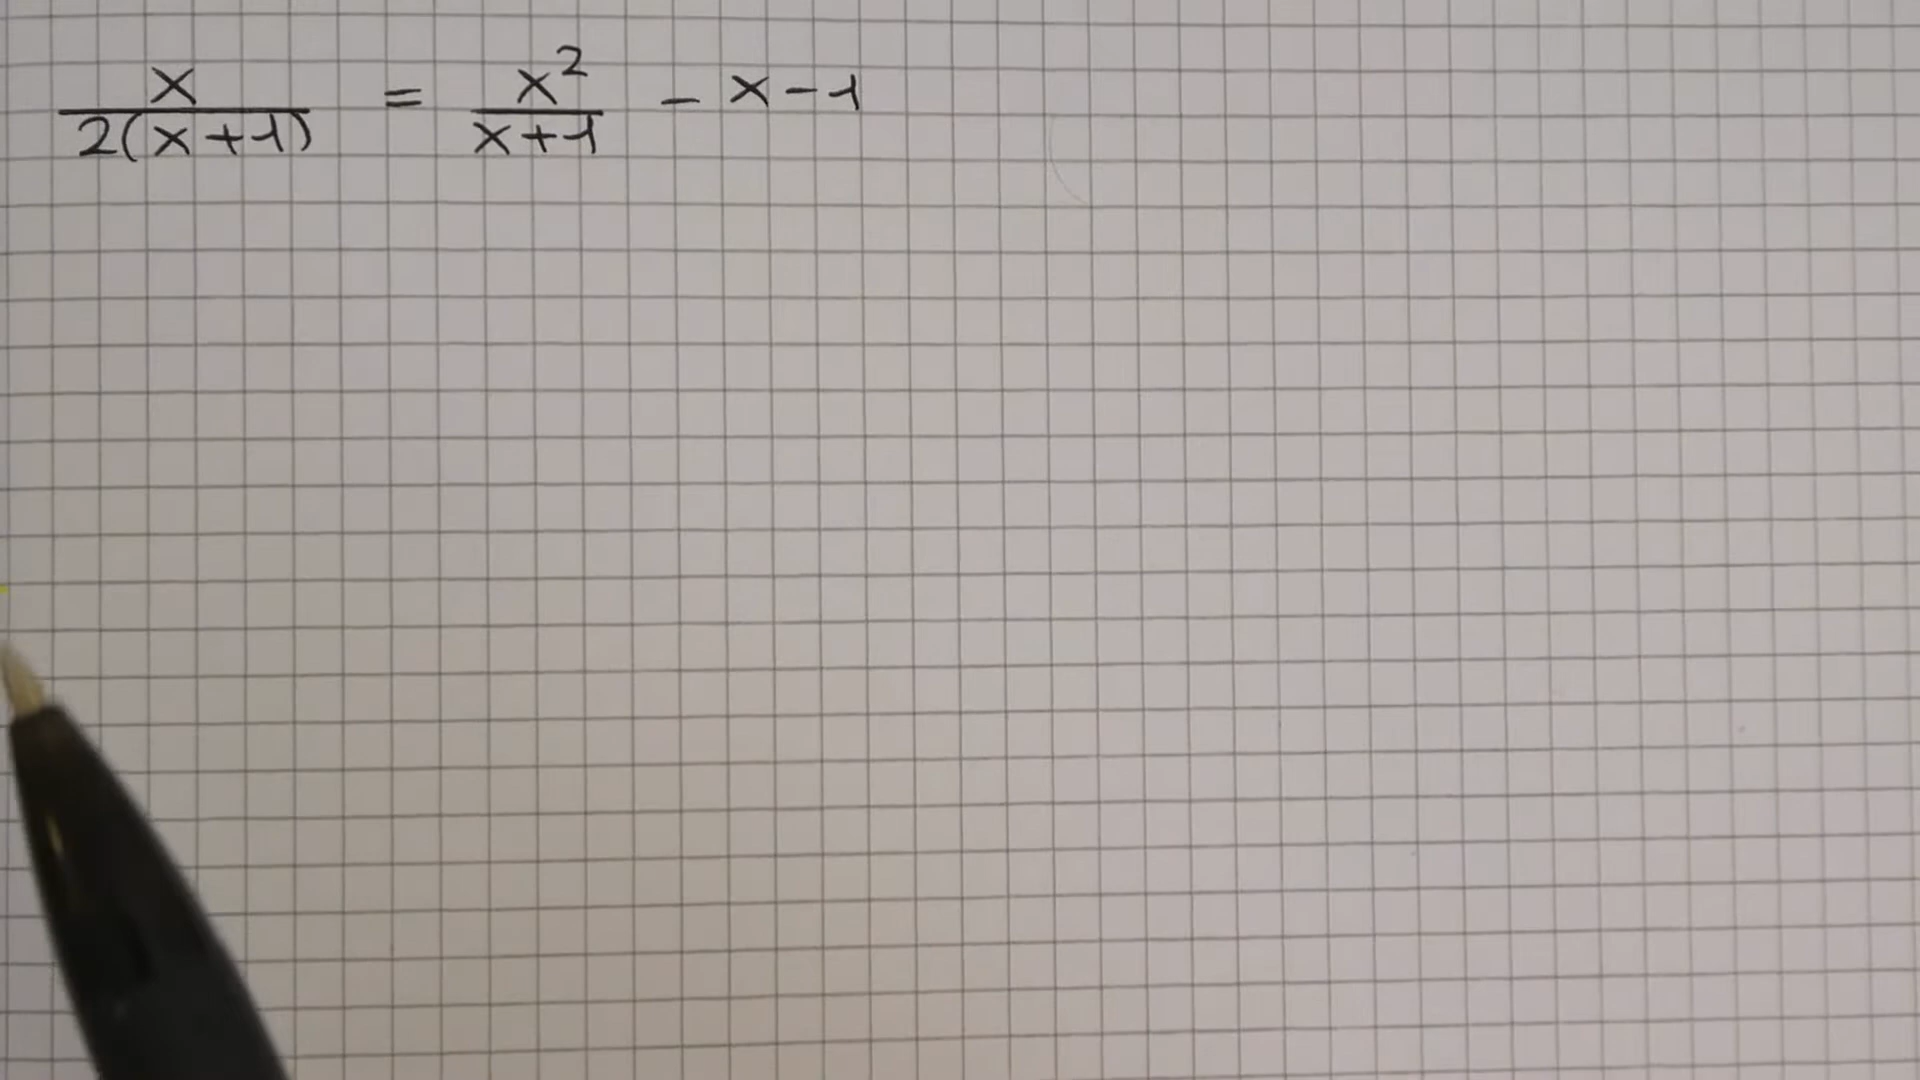 x/(2(x+1)) = x²/(x+1) - x - 1